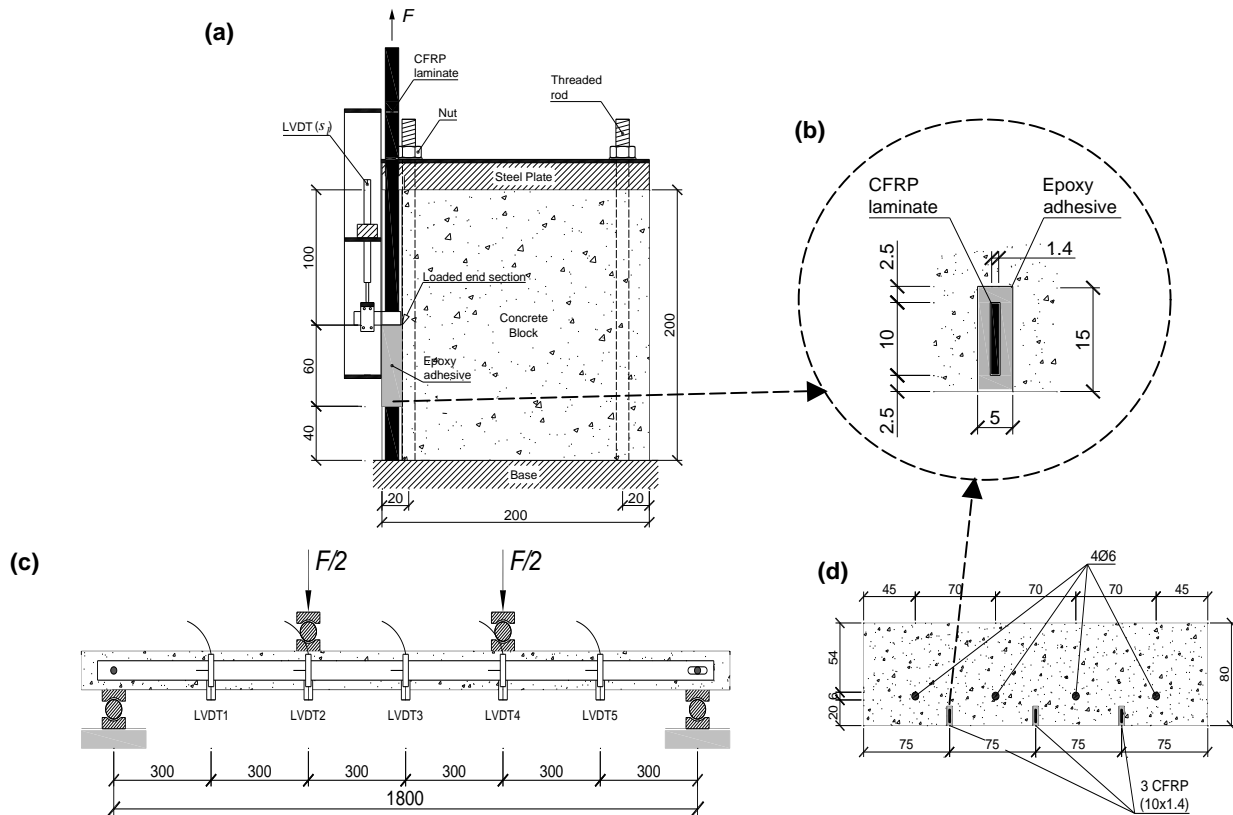 (a)
F
CFRP
laminate
Threaded
rod
Nut
LVDT (sl)
Steel Plate
100
Loaded end section
Concrete
Block
200
60
Epoxy
adhesive
40
Base
20
20
200
(b)
CFRP
laminate
Epoxy
adhesive
2.5
1.4
10
15
2.5
5
(c)
F/2
F/2
LVDT1
LVDT2
LVDT3
LVDT4
LVDT5
300
300
300
300
300
300
1800
(d)
4Ø6
45
70
70
70
45
54
6
20
80
75
75
75
75
3 CFRP
(10x1.4)